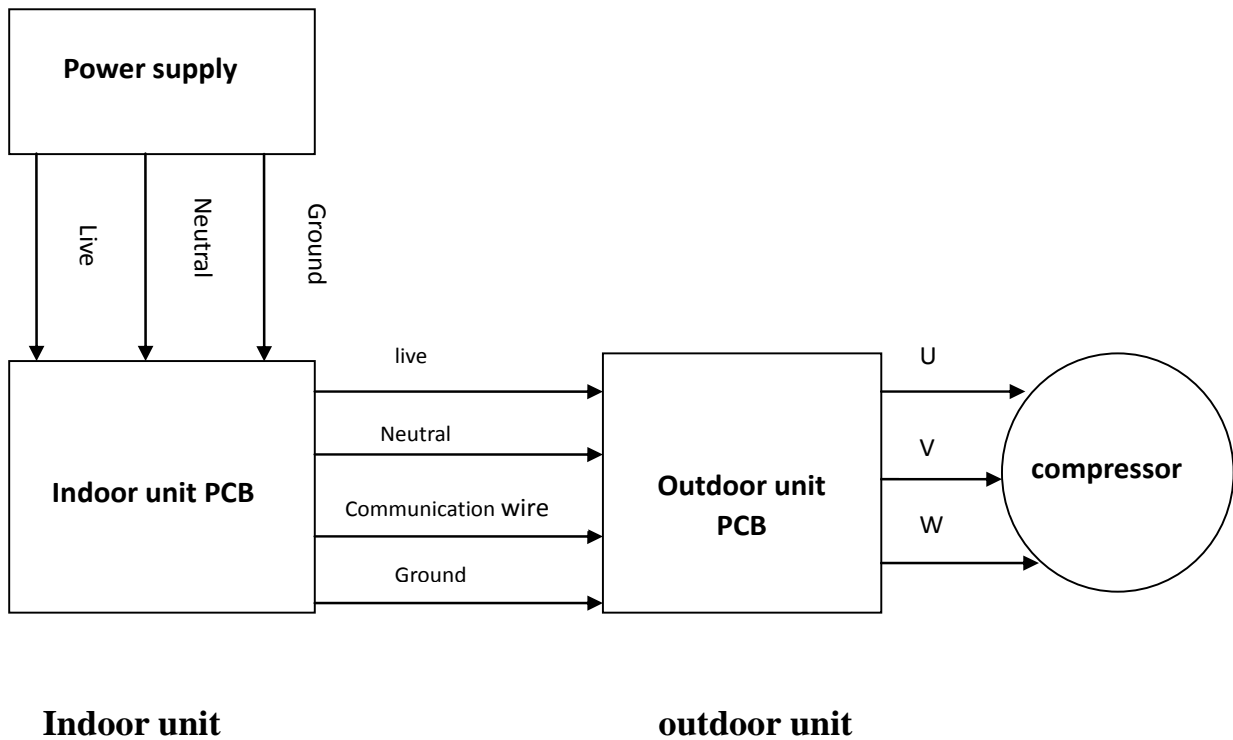 Power supply
Live
Neutral
Ground
live
Neutral
Communication wire
Ground
Indoor unit PCB
Outdoor unit
PCB
U
V
W
compressor
Indoor unit
outdoor unit